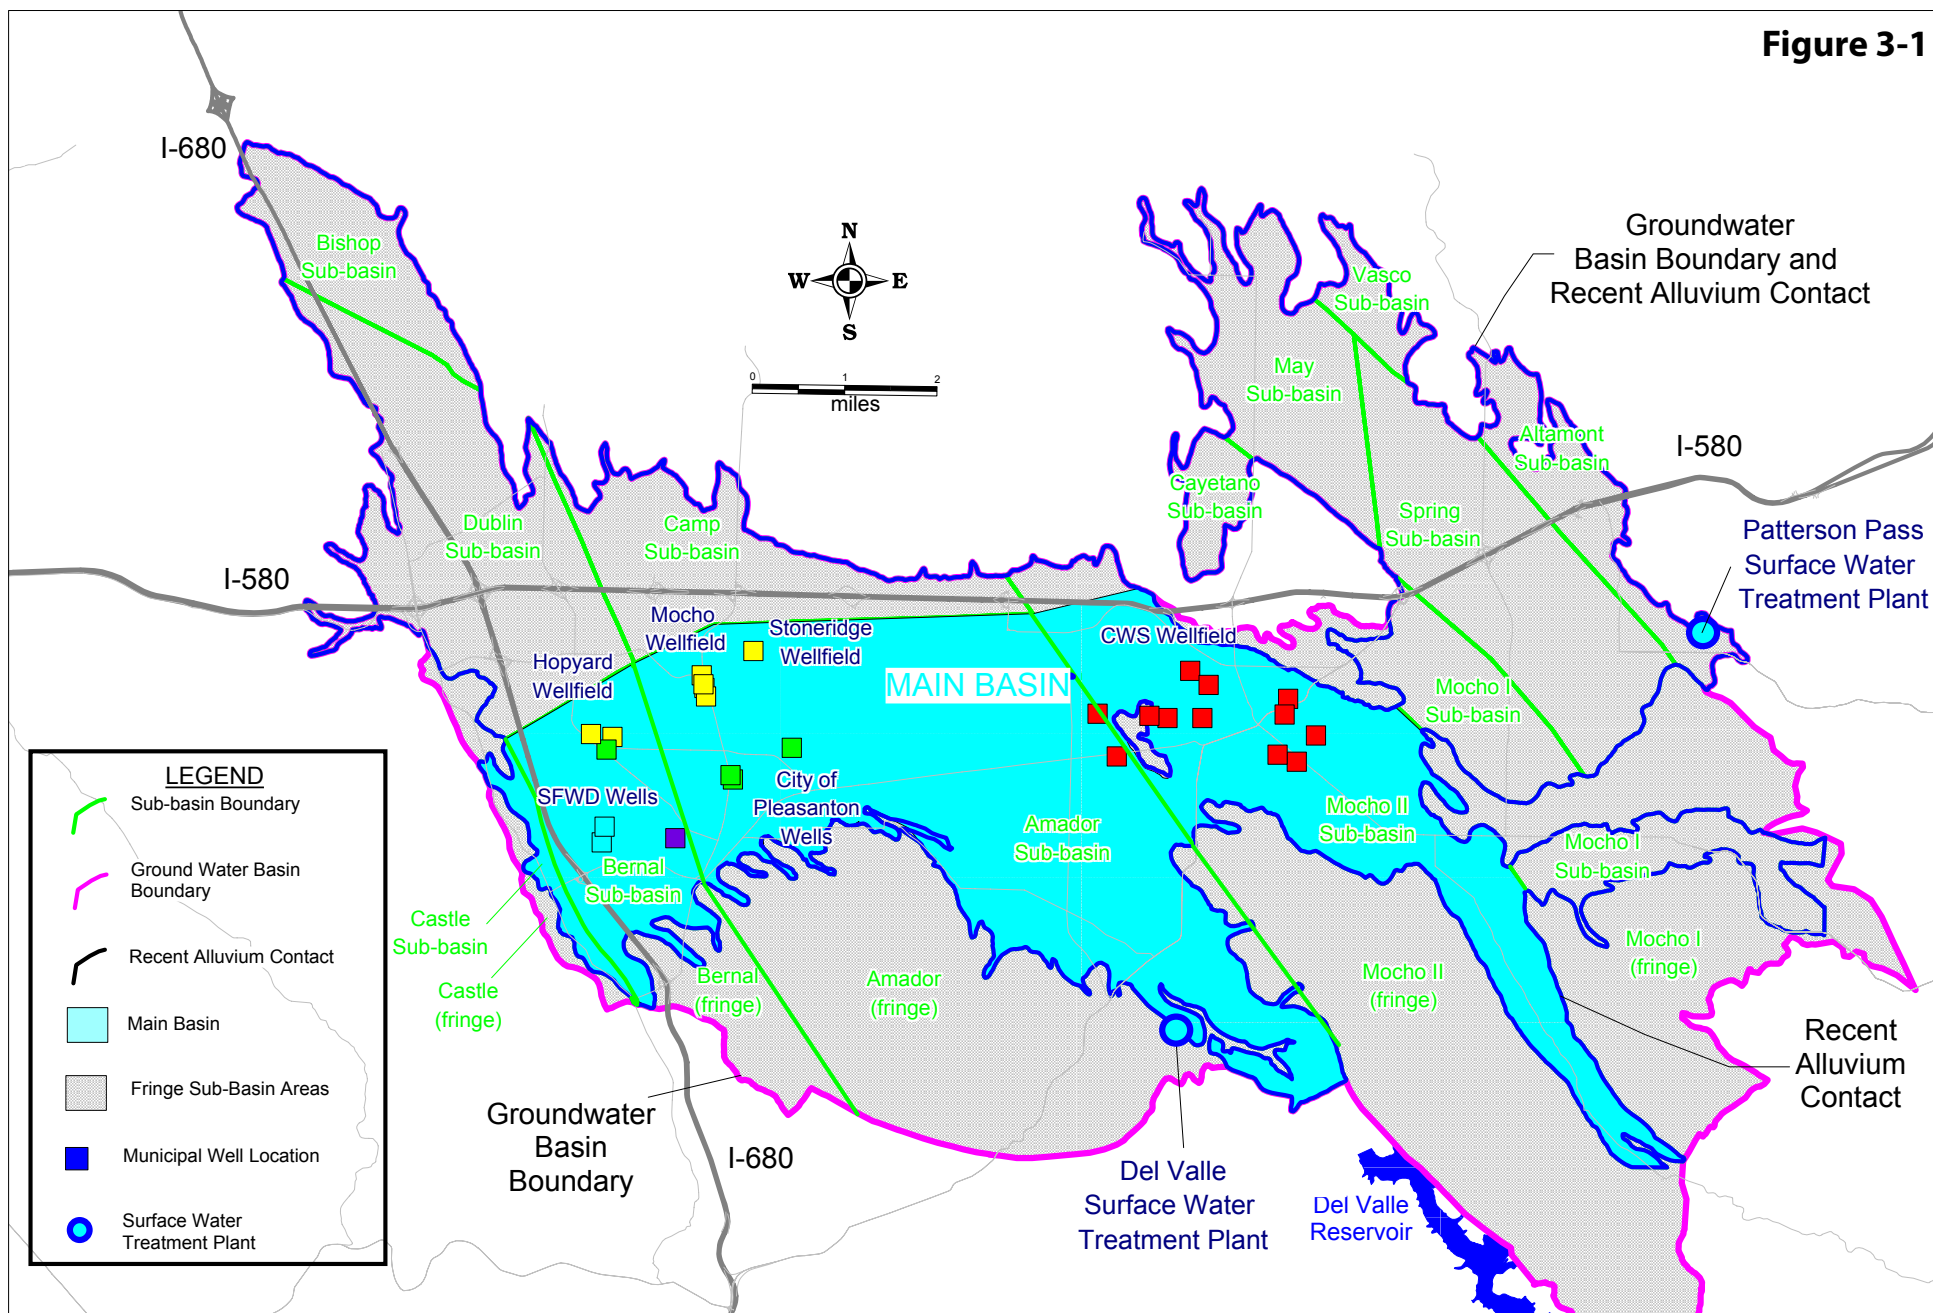 Figure 3-1
I-680
Bishop
Sub-basin
N
W
E
S
0
1
2
miles
Groundwater
Basin Boundary and
Recent Alluvium Contact
Vasco
Sub-basin
May
Sub-basin
Altamont
Sub-basin
I-580
Cayetano
Sub-basin
Spring
Sub-basin
Dublin
Sub-basin
Camp
Sub-basin
I-580
Patterson Pass
Surface Water
Treatment Plant
Mocho
Wellfield
Stoneridge
Wellfield
CWS Wellfield
Hopyard
Wellfield
MAIN BASIN
Mocho I
Sub-basin
SFWD Wells
City of
Pleasanton
Wells
Amador
Sub-basin
Mocho II
Sub-basin
Mocho I
Sub-basin
Bernal
Sub-basin
Castle
Sub-basin
Castle
(fringe)
Bernal
(fringe)
Amador
(fringe)
Mocho II
(fringe)
Mocho I
(fringe)
Recent
Alluvium
Contact
Groundwater
Basin
Boundary
I-680
Del Valle
Surface Water
Treatment Plant
Del Valle
Reservoir
LEGEND
Sub-basin Boundary
Ground Water Basin
Boundary
Recent Alluvium Contact
Main Basin
Fringe Sub-Basin Areas
Municipal Well Location
Surface Water
Treatment Plant